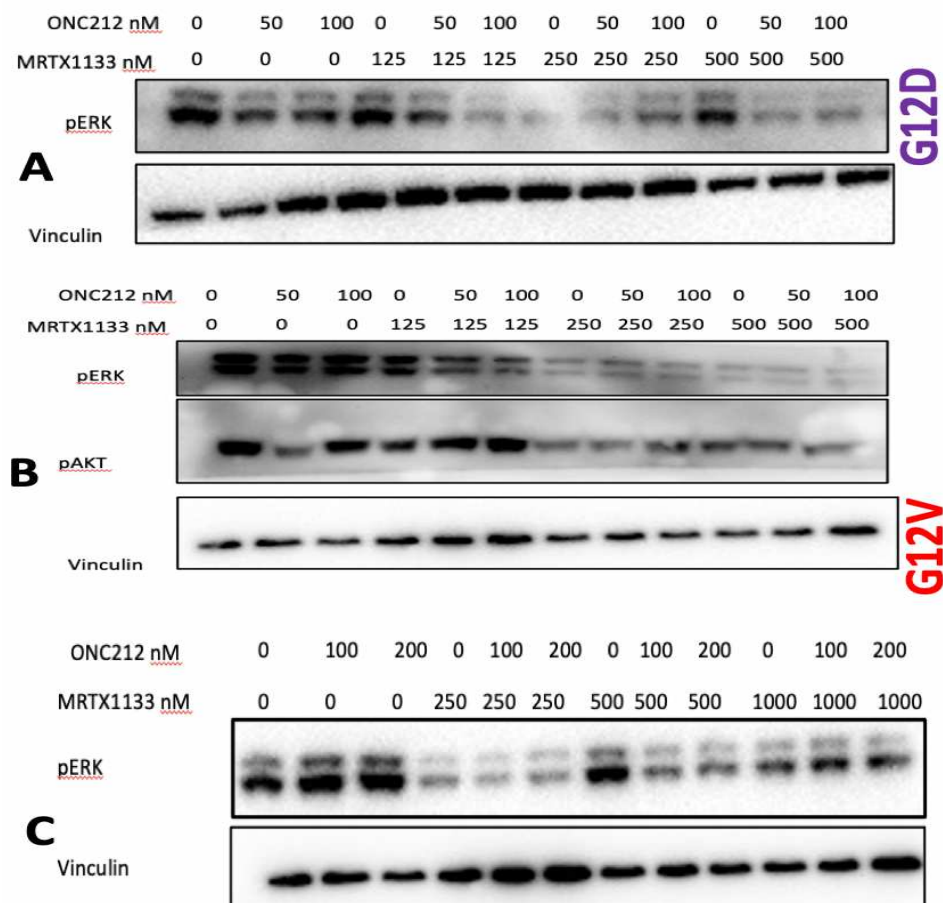 ONC212 nM 0 50 100 0 50 100 0 50 100 0 50 100
MRTX1133 nM 0 0 0 125 125 125 250 250 250 500 500 500
pERK
G12D
A
Vinculin
ONC212 nM 0 50 100 0 50 100 0 50 100 0 50 100
MRTX1133 nM 0 0 0 125 125 125 250 250 250 500 500 500
pERK
pAKT
B
G12V
Vinculin
ONC212 nM 0 100 200 0 100 200 0 100 200 0 100 200
MRTX1133 nM 0 0 0 250 250 250 500 500 500 1000 1000 1000
pERK
C
Vinculin